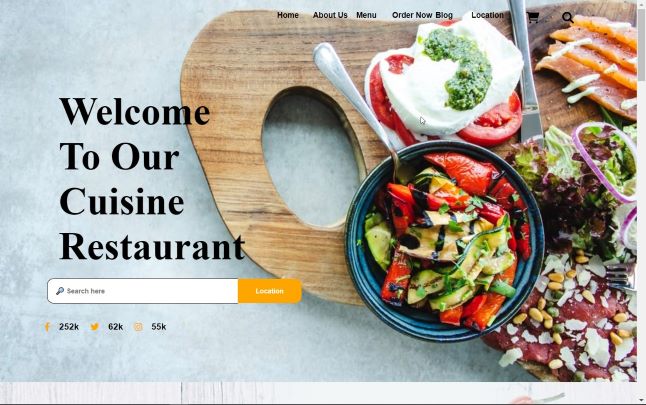 Home About Us Menu Order Now Blog Location
Welcome
To Our
Cuisine
Restaurant
Search here Location
252k 62k 55k